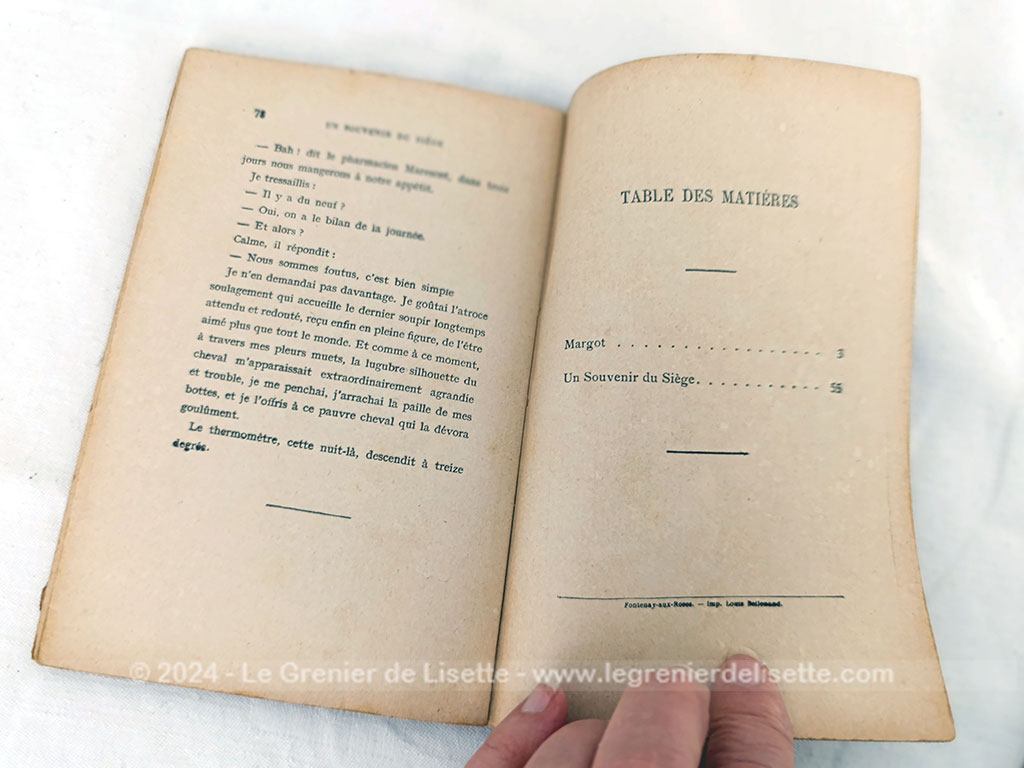 78
UN SOUVENIR DU SIÈGE
— Bah ! dit le pharmacien Marescot, dans trois
jours nous mangerons à notre appétit.
Je tressaillis :
— Il y a du neuf ?
— Oui, on a le bilan de la journée.
— Et alors ?
Calme, il répondit :
— Nous sommes foutus, c'est bien simple
Je n'en demandai pas davantage. Je goûtai l'atroce
soulagement qui accueille le dernier soupir longtemps
attendu et redouté, reçu enfin en pleine figure, de l'être
aimé plus que tout le monde. Et comme à ce moment,
à travers mes pleurs muets, la lugubre silhouette du
cheval m'apparaissait extraordinairement agrandie
et trouble, je me penchai, j'arrachai la paille de mes
bottes, et je l'offris à ce pauvre cheval qui la dévora
goulûment.
Le thermomètre, cette nuit-là, descendit à treize
degrés.
TABLE DES MATIÉRES
Margot . . . . . . . . . . . . . . . . . . 3
Un Souvenir du Siège. . . . . . . . . . . . 55
Fontenay-aux-Roses. — Imp. Louis Bellenand.
© 2024 - Le Grenier de Lisette - www.legrenierdelisette.com